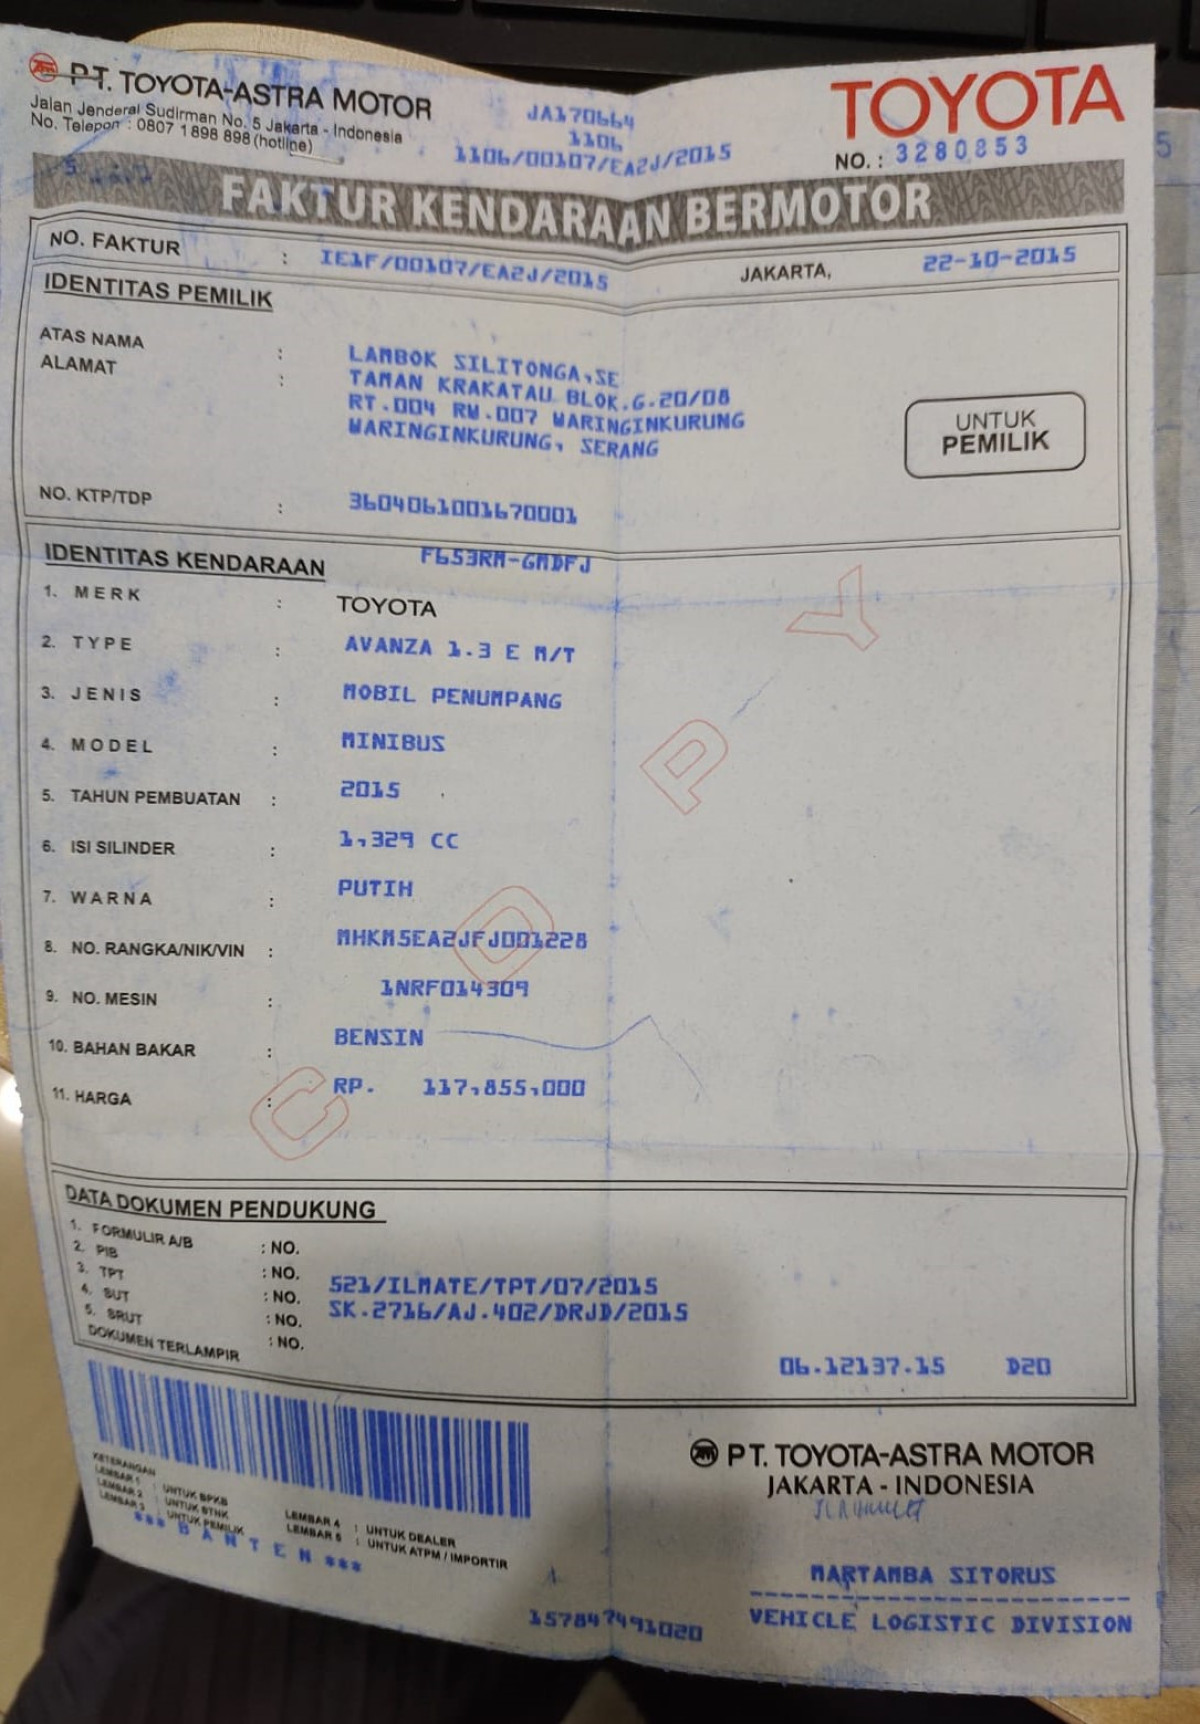 PT. TOYOTA-ASTRA MOTOR
Jalan Jenderal Sudirman No. 5 Jakarta - Indonesia
No. Telepon : 0807 1 898 898 (hotline)
JA170664
1106
1106/00107/EA2J/2015
TOYOTA
NO. : 3280853
FAKTUR KENDARAAN BERMOTOR
NO. FAKTUR : IE1F/00107/EA2J/2015 JAKARTA, 22-10-2015
IDENTITAS PEMILIK
ATAS NAMA : LAMBOK SILITONGA,SE
ALAMAT : TAMAN KRAKATAU BLOK.G.20/08
RT.004 RW.007 WARINGINKURUNG
WARINGINKURUNG, SERANG
UNTUK
PEMILIK
NO. KTP/TDP : 3604061001670001
IDENTITAS KENDARAAN F653RM-GMDFJ
1. MERK : TOYOTA
2. TYPE : AVANZA 1.3 E M/T
3. JENIS : MOBIL PENUMPANG
4. MODEL : MINIBUS
5. TAHUN PEMBUATAN : 2015
6. ISI SILINDER : 1,329 CC
7. WARNA : PUTIH
8. NO. RANGKA/NIK/VIN : MHKM5EA2JFJ001228
9. NO. MESIN : 1NRF014309
10. BAHAN BAKAR : BENSIN
11. HARGA : RP. 117,855,000
COPY
DATA DOKUMEN PENDUKUNG
1. FORMULIR A/B : NO.
2. PIB : NO.
3. TPT : NO. 521/ILMATE/TPT/07/2015
4. SUT : NO. SK.2716/AJ.402/DRJD/2015
5. SRUT : NO.
DOKUMEN TERLAMPIR
06.12137.15 D20
KETERANGAN
LEMBAR 1 : UNTUK BPKB
LEMBAR 2 : UNTUK STNK
LEMBAR 3 : UNTUK PEMILIK
LEMBAR 4 : UNTUK DEALER
LEMBAR 5 : UNTUK ATPM / IMPORTIR
*** BANTEN ***
PT. TOYOTA-ASTRA MOTOR
JAKARTA - INDONESIA
MARTAMBA SITORUS
VEHICLE LOGISTIC DIVISION
157847491020